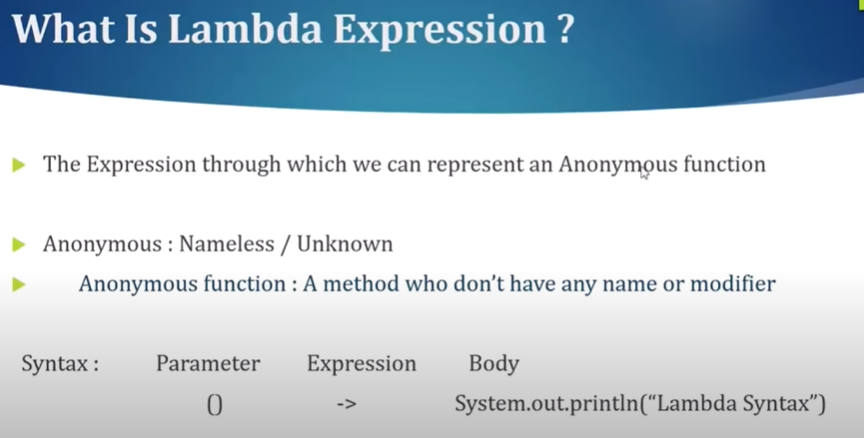 What Is Lambda Expression ?
The Expression through which we can represent an Anonymous function
Anonymous : Nameless / Unknown
Anonymous function : A method who don’t have any name or modifier
Syntax : Parameter Expression Body
() -> System.out.println(“Lambda Syntax”)